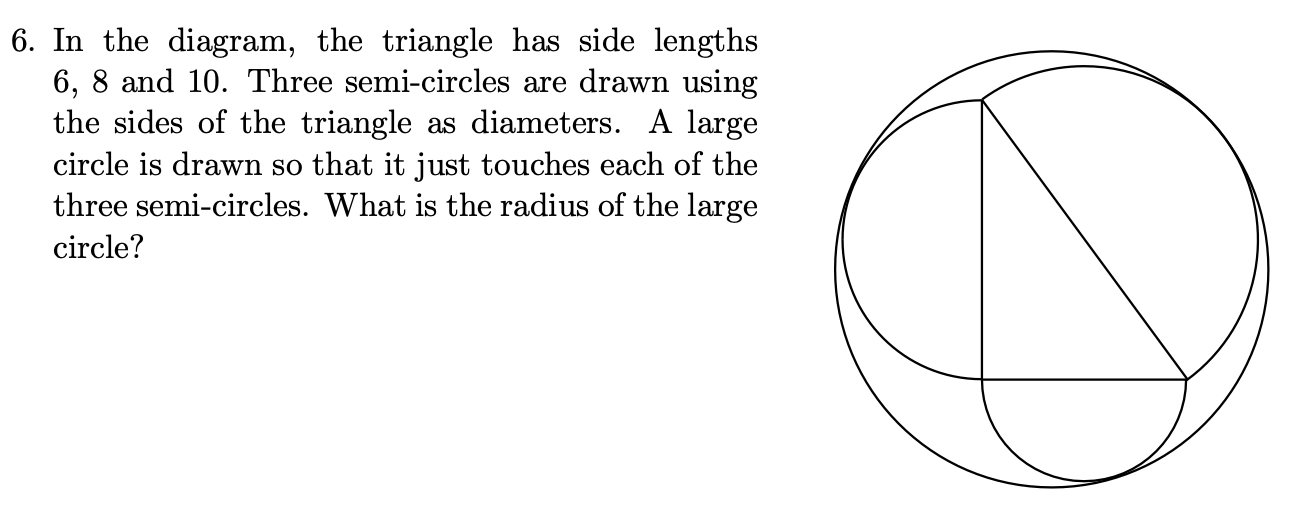 6. In the diagram, the triangle has side lengths
6, 8 and 10. Three semi-circles are drawn using
the sides of the triangle as diameters. A large
circle is drawn so that it just touches each of the
three semi-circles. What is the radius of the large
circle?